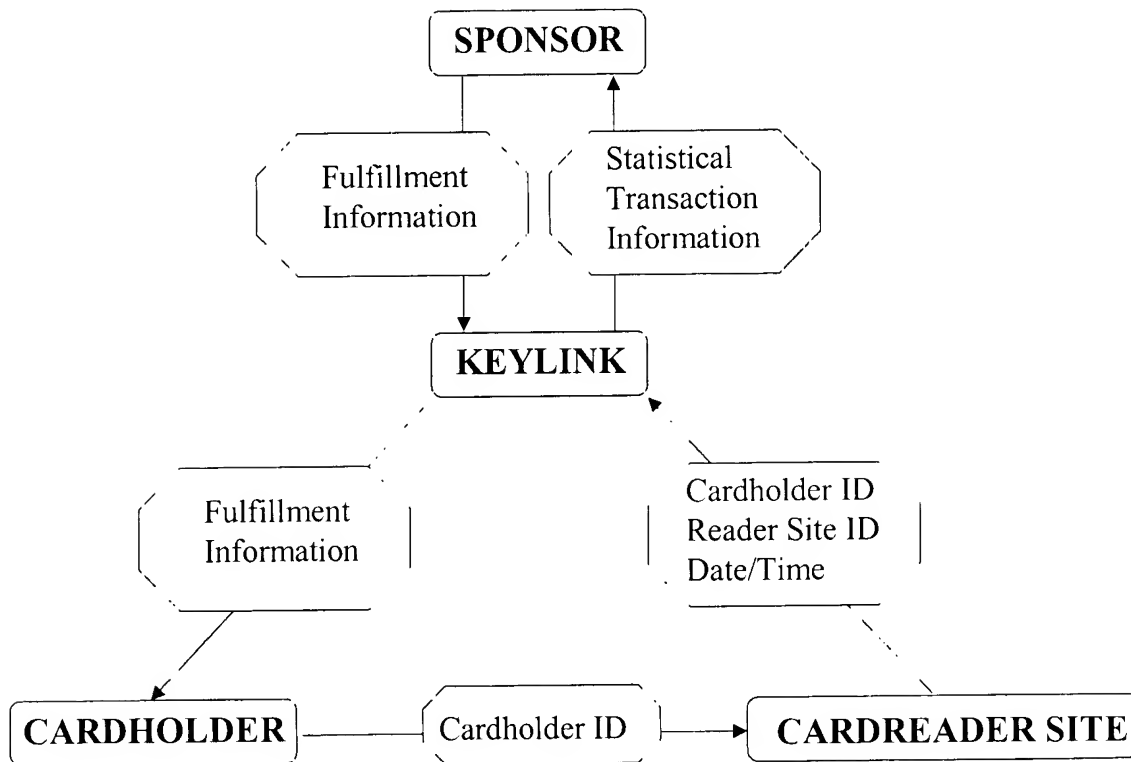 SPONSOR
Fulfillment
Information
Statistical
Transaction
Information
KEYLINK
Fulfillment
Information
Cardholder ID
Reader Site ID
Date/Time
CARDHOLDER
Cardholder ID
CARDREADER SITE